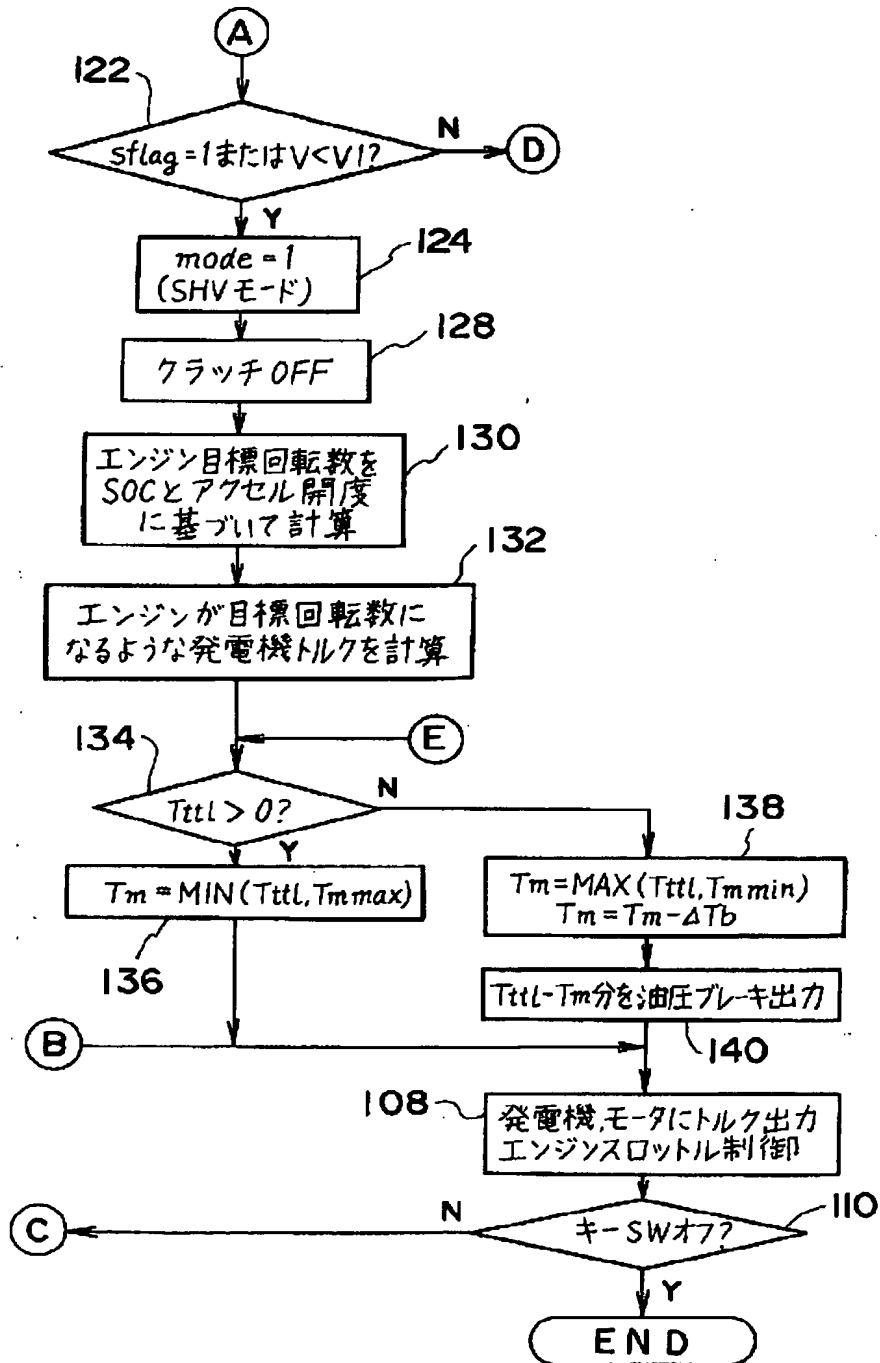 A
122
sflag=1またはV<V1?
N
D
Y
mode=1
(SHVモード)
124
クラッチOFF
128
エンジン目標回転数を
SOCとアクセル開度
に基づいて計算
130
132
エンジンが目標回転数に
なるような発電機トルクを計算
E
134
Tttl>0?
N
Y
138
Tm=MIN(Tttl,Tmmax)
136
Tm=MAX(Tttl,Tmmin)
Tm=Tm-ΔTb
Tttl-Tm分を油圧ブレーキ出力
140
B
108
発電機,モータにトルク出力
エンジンスロットル制御
N
C
キーSWオフ?
110
Y
END